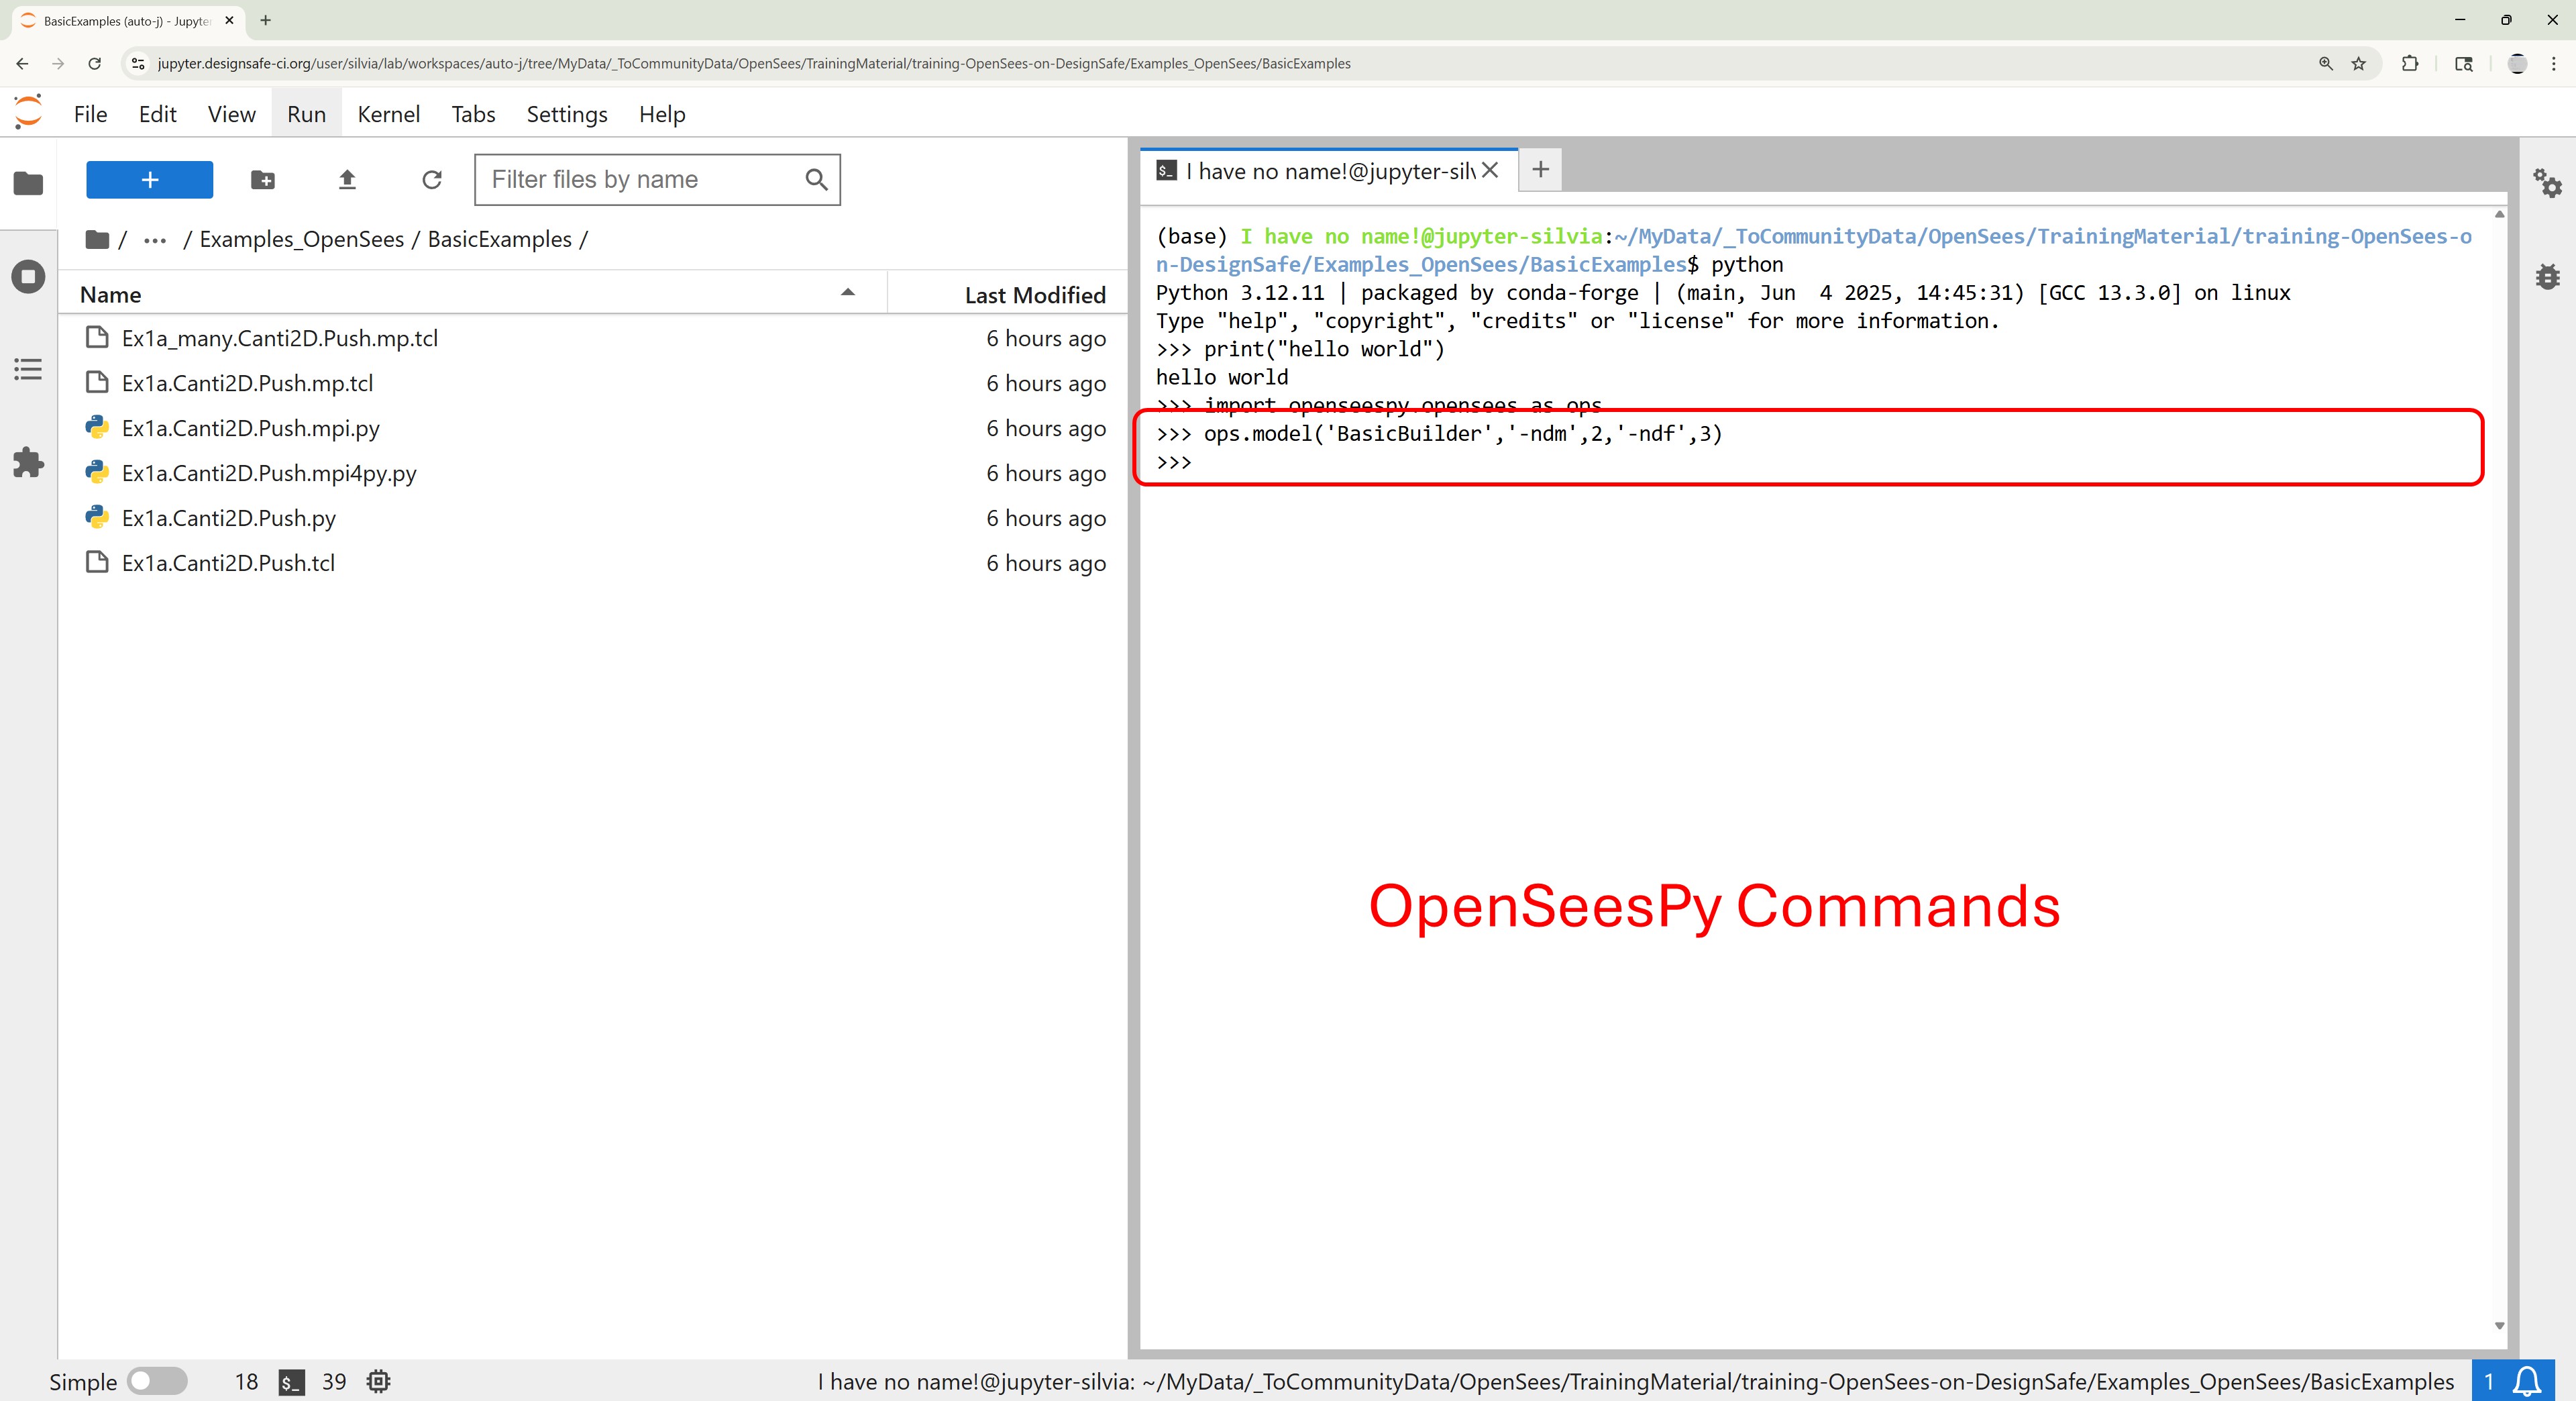 BasicExamples (auto-j) - Jupyte
jupyter.designsafe-ci.org/user/silvia/lab/workspaces/auto-j/tree/MyData/_ToCommunityData/OpenSees/TrainingMaterial/training-OpenSees-on-DesignSafe/Examples_OpenSees/BasicExamples
File Edit View Run Kernel Tabs Settings Help
+
Filter files by name
/ ··· / Examples_OpenSees / BasicExamples /
Name Last Modified
Ex1a_many.Canti2D.Push.mp.tcl 6 hours ago
Ex1a.Canti2D.Push.mp.tcl 6 hours ago
Ex1a.Canti2D.Push.mpi.py 6 hours ago
Ex1a.Canti2D.Push.mpi4py.py 6 hours ago
Ex1a.Canti2D.Push.py 6 hours ago
Ex1a.Canti2D.Push.tcl 6 hours ago
$_ I have no name!@jupyter-silv
(base) I have no name!@jupyter-silvia:~/MyData/_ToCommunityData/OpenSees/TrainingMaterial/training-OpenSees-o
n-DesignSafe/Examples_OpenSees/BasicExamples$ python
Python 3.12.11 | packaged by conda-forge | (main, Jun  4 2025, 14:45:31) [GCC 13.3.0] on linux
Type "help", "copyright", "credits" or "license" for more information.
>>> print("hello world")
hello world
>>> import openseespy.opensees as ops
>>> ops.model('BasicBuilder','-ndm',2,'-ndf',3)
>>>
OpenSeesPy Commands
Simple 18 $_ 39 I have no name!@jupyter-silvia: ~/MyData/_ToCommunityData/OpenSees/TrainingMaterial/training-OpenSees-on-DesignSafe/Examples_OpenSees/BasicExamples 1